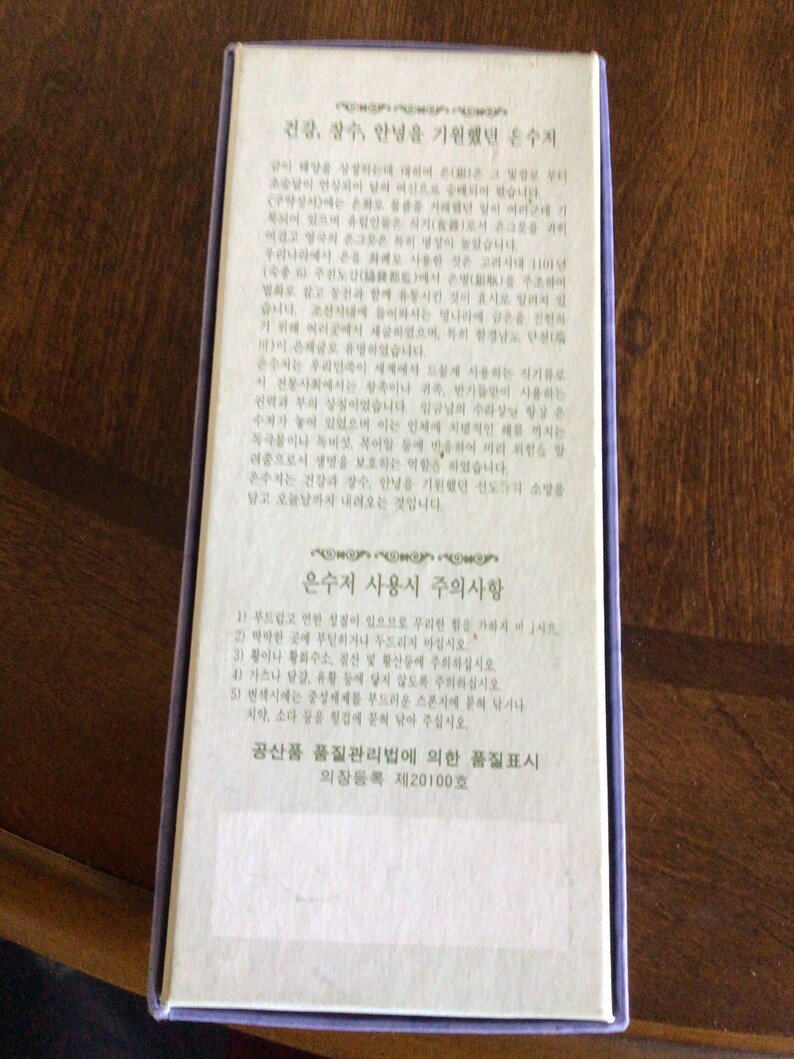 건강, 장수, 안녕을 기원했던 은수저
금이 태양을 상징하는데 대하여 은(銀)은 그 빛깔로 부터
초승달이 연상되어 달의 여신으로 숭배되어 왔습니다.
<구약성서>에는 은화로 물품을 거래했던 일이 여러군데 기
록되어 있으며 유럽인들은 식기(食器)로서 은그릇을 귀히
여겼고 영국의 은그릇은 특히 명성이 높았습니다.
우리나라에서 은을 화폐로 사용한 것은 고려시대 1101년
(숙종 6) 주전도감(鑄錢都監)에서 은병(銀甁)을 주조하여
법화로 삼고 동전과 함께 유통시킨 것이 효시로 알려져 있
습니다. 조선시대에 들어와서는 명나라에 금은을 진헌하
기 위해 여러곳에서 채굴하였으며, 특히 함경남도 단천(端
川)이 은채굴로 유명하였습니다.
은수저는 우리민족이 세계에서 드물게 사용하는 식기류로
서 전통사회에서는 왕족이나 귀족, 반가들만이 사용하는
권력과 부의 상징이었습니다. 임금님의 수라상엔 항상 은
수저가 놓여 있었으며 이는 인체에 치명적인 해를 끼치는
독극물이나 독버섯, 복어알 등에 반응하여 미리 위험을 알
려줌으로서 생명을 보호하는 역할을 하였습니다.
은수저는 건강과 장수, 안녕을 기원했던 선조들의 소망을
담고 오늘날까지 내려오는 것입니다.
은수저 사용시 주의사항
1) 부드럽고 연한 성질이 있으므로 무리한 힘을 가하지
2) 딱딱한 곳에 부딛히거나 두드리지 마십시오.
3) 황이나 황화수소, 질산 및 황산등에 주의하십시오.
4) 가스나 달걀, 유황 등에 닿지 않도록 주의하십시오.
5) 변색시에는 중성세제를 부드러운 스폰지에 묻혀 닦거나
치약, 소다 등을 헝겊에 묻혀 닦아 주십시오.
공산품 품질관리법에 의한 품질표시
의장등록 제20100호